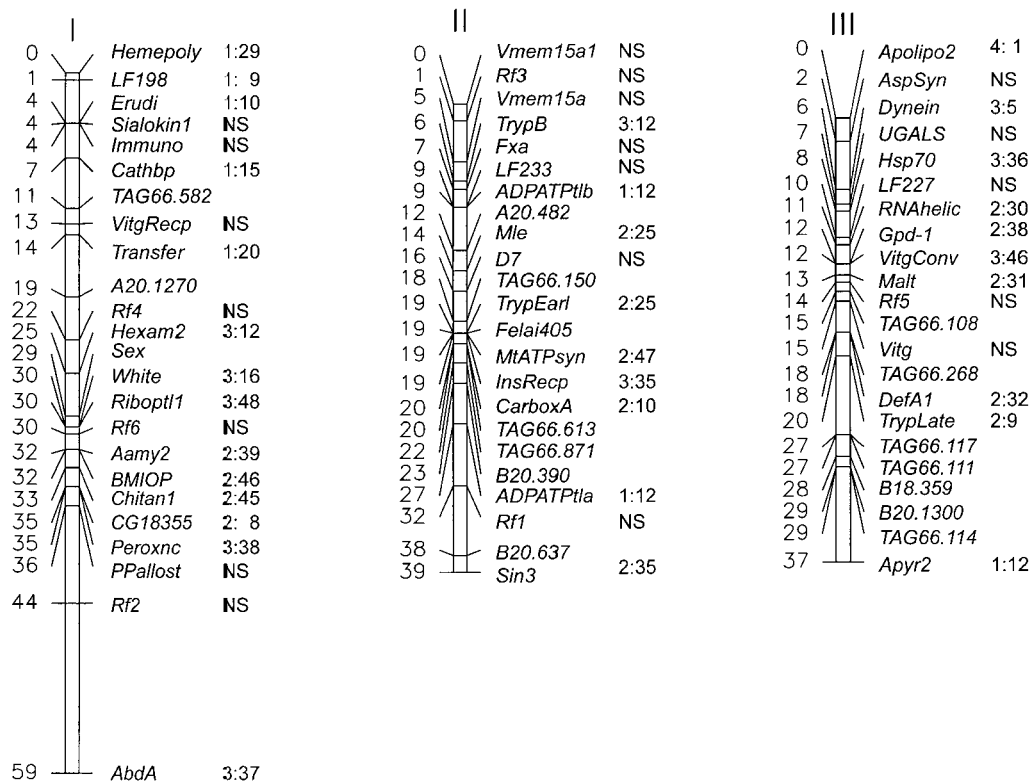 I
0 Hemepoly 1:29
1 LF198 1: 9
4 Erudi 1:10
4 Sialokin1 NS
4 Immuno NS
7 Cathbp 1:15
11 TAG66.582
13 VitgRecp NS
14 Transfer 1:20
19 A20.1270
22 Rf4 NS
25 Hexam2 3:12
29 Sex
30 White 3:16
30 Riboptl1 3:48
30 Rf6 NS
32 Aamy2 2:39
32 BMIOP 2:46
33 Chitan1 2:45
35 CG18355 2: 8
35 Peroxnc 3:38
36 PPallost NS
44 Rf2 NS
59 AbdA 3:37
II
0 Vmem15a1 NS
1 Rf3 NS
5 Vmem15a NS
6 TrypB 3:12
7 Fxa NS
9 LF233 NS
9 ADPATPtlb 1:12
12 A20.482
14 Mle 2:25
16 D7 NS
18 TAG66.150
19 TrypEarl 2:25
19 Felai405
19 MtATPsyn 2:47
19 InsRecp 3:35
20 CarboxA 2:10
20 TAG66.613
22 TAG66.871
23 B20.390
27 ADPATPtla 1:12
32 Rf1 NS
38 B20.637
39 Sin3 2:35
III
0 Apolipo2 4: 1
2 AspSyn NS
6 Dynein 3:5
7 UGALS NS
8 Hsp70 3:36
10 LF227 NS
11 RNAhelic 2:30
12 Gpd-1 2:38
12 VitgConv 3:46
13 Malt 2:31
14 Rf5 NS
15 TAG66.108
15 Vitg NS
18 TAG66.268
18 DefA1 2:32
20 TrypLate 2:9
27 TAG66.117
27 TAG66.111
28 B18.359
29 B20.1300
29 TAG66.114
37 Apyr2 1:12